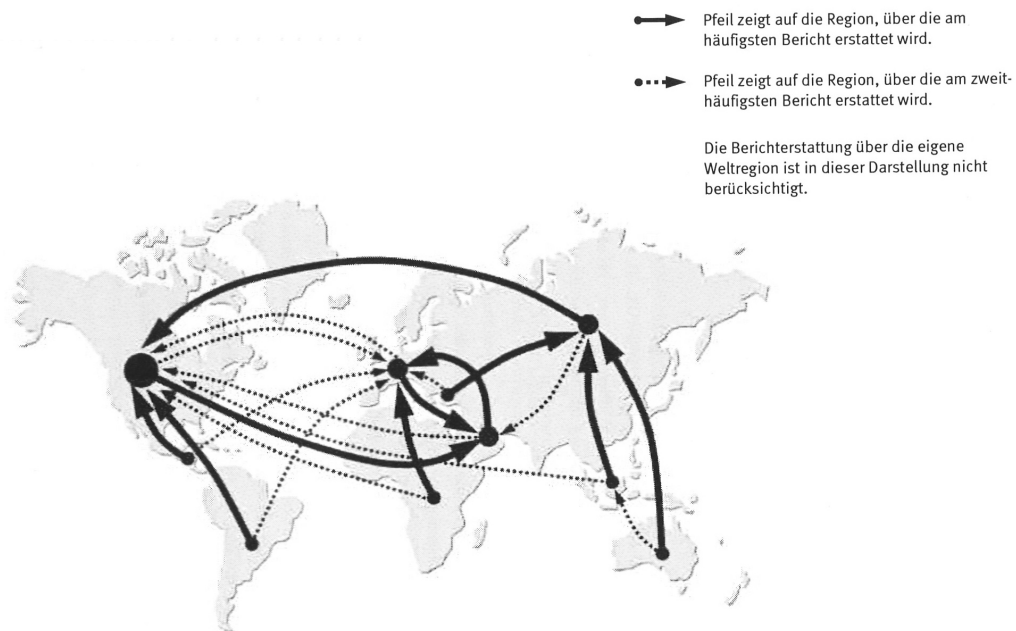 Pfeil zeigt auf die Region, über die am
häufigsten Bericht erstattet wird.
Pfeil zeigt auf die Region, über die am zweit-
häufigsten Bericht erstattet wird.
Die Berichterstattung über die eigene
Weltregion ist in dieser Darstellung nicht
berücksichtigt.